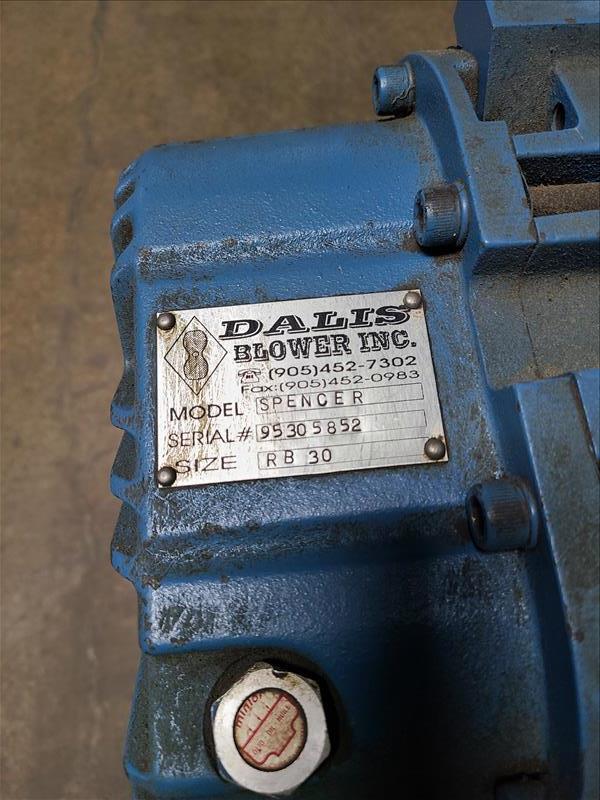 DALIS
BLOWER INC.
☎ (905)452-7302
Fax:(905)452-0983
MODEL SPENCER
SERIAL# 95305852
SIZE RB 30